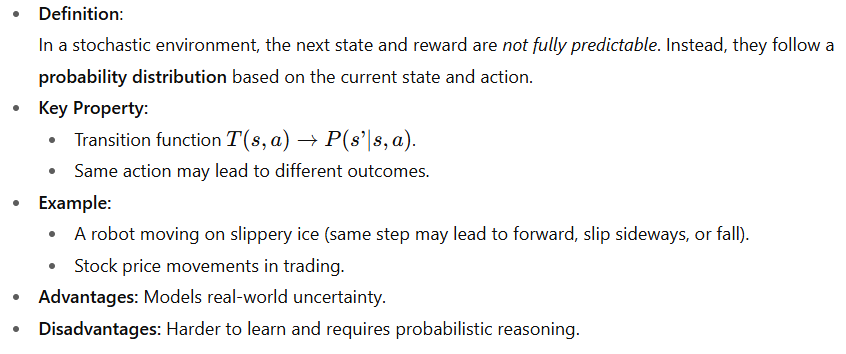 • Definition:
In a stochastic environment, the next state and reward are not fully predictable. Instead, they follow a
probability distribution based on the current state and action.
• Key Property:
• Transition function T(s, a) → P(s’|s, a).
• Same action may lead to different outcomes.
• Example:
• A robot moving on slippery ice (same step may lead to forward, slip sideways, or fall).
• Stock price movements in trading.
• Advantages: Models real-world uncertainty.
• Disadvantages: Harder to learn and requires probabilistic reasoning.